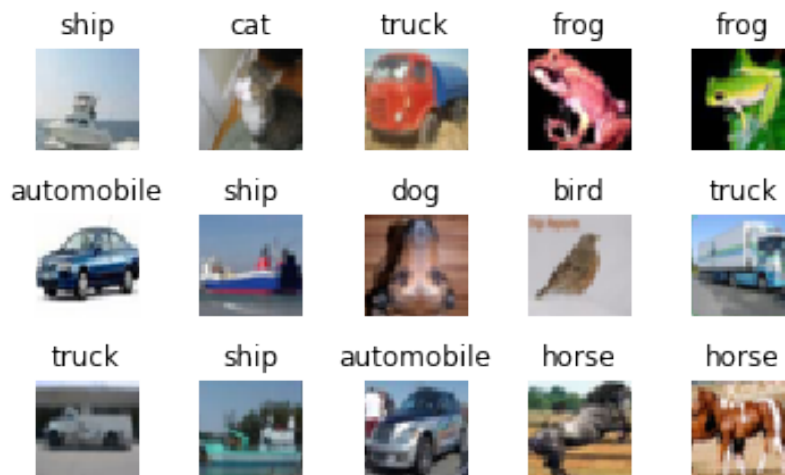 ship cat truck frog frog
automobile ship dog bird truck
truck ship automobile horse horse